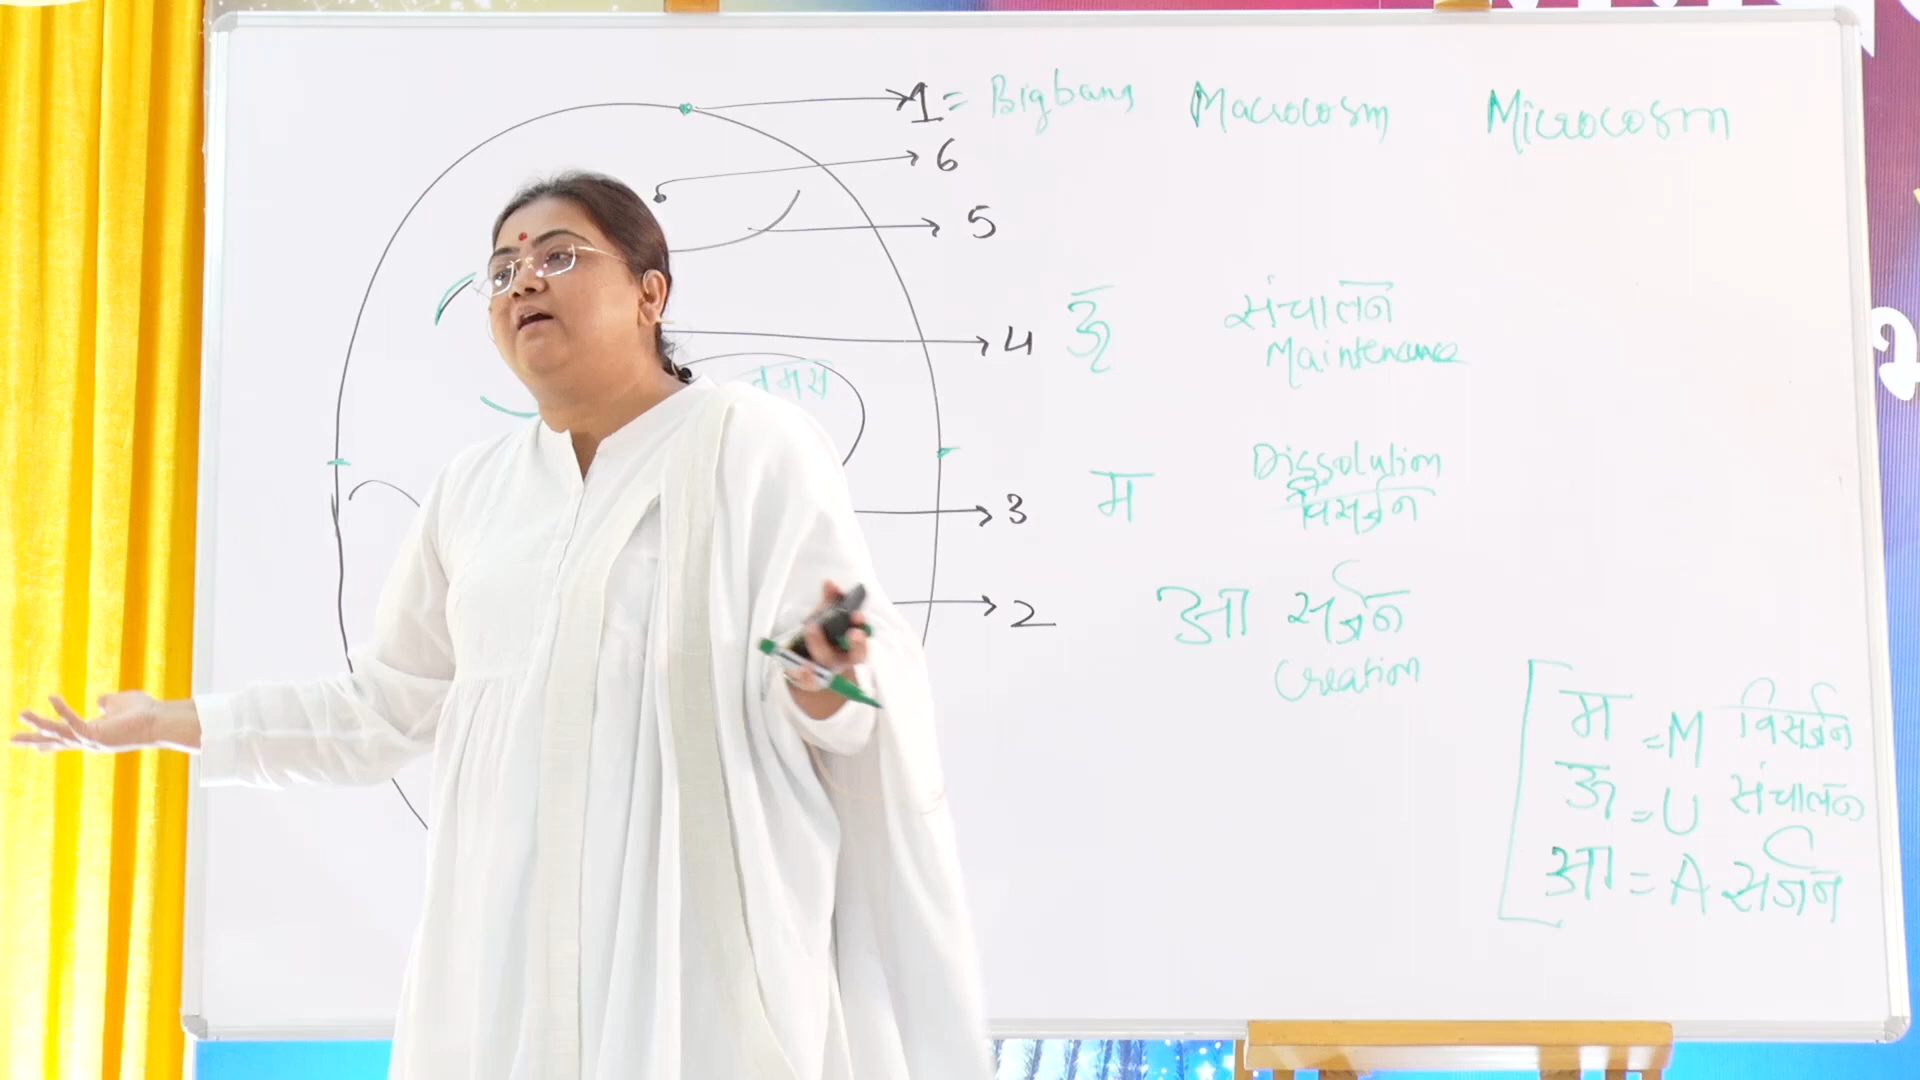 1 = Bigbang Macrocosm Microcosm
6
5
4 ऊ संचालन
Maintenance
तमस
3 म Dissolution
विसर्जन
2 आ सर्जन
Creation
म = M विसर्जन
ऊ = U संचालन
आ = A सर्जन